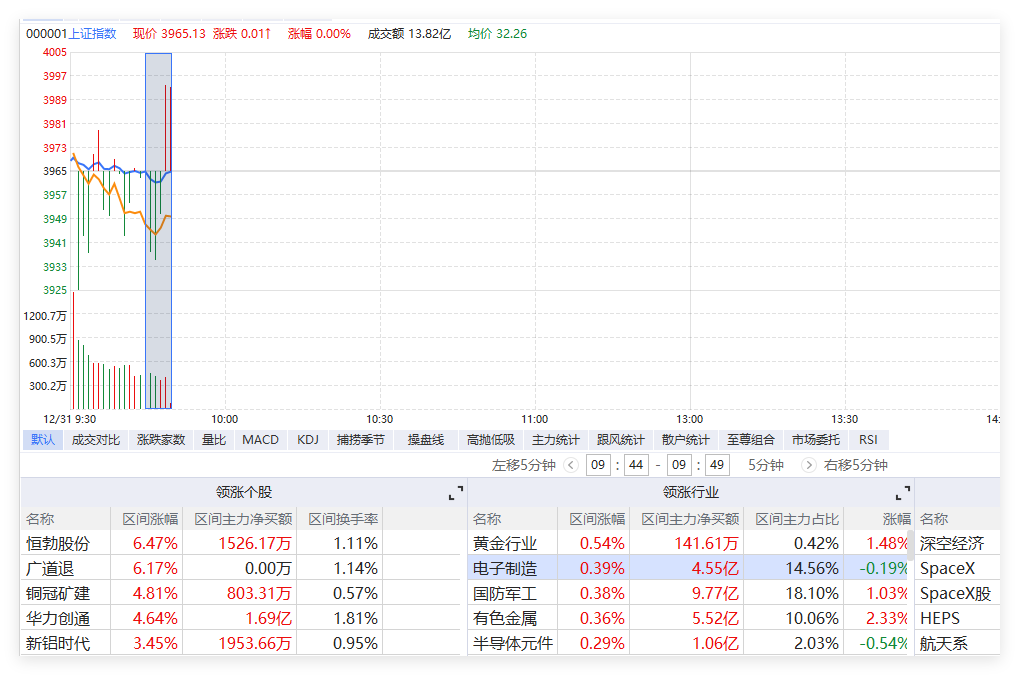 000001上证指数 现价 3965.13 涨跌 0.01↑ 涨幅 0.00% 成交额 13.82亿 均价 32.26
4005
3997
3989
3981
3973
3965
3957
3949
3941
3933
3925
1200.7万
900.5万
600.3万
300.2万
12/31 9:30 10:00 10:30 11:00 13:00 13:30 14:
默认 成交对比 涨跌家数 量比 MACD KDJ 捕捞季节 操盘线 高抛低吸 主力统计 跟风统计 散户统计 至尊组合 市场委托 RSI
左移5分钟 09 : 44 - 09 : 49 5分钟 右移5分钟
领涨个股 领涨行业
名称 区间涨幅 区间主力净买额 区间换手率 名称 区间涨幅 区间主力净买额 区间主力占比 涨幅 名称
恒勃股份 6.47% 1526.17万 1.11% 黄金行业 0.54% 141.61万 0.42% 1.48% 深空经济
广道退 6.17% 0.00万 1.14% 电子制造 0.39% 4.55亿 14.56% -0.19% SpaceX
铜冠矿建 4.81% 803.31万 0.57% 国防军工 0.38% 9.77亿 18.10% 1.03% SpaceX股
华力创通 4.64% 1.69亿 1.81% 有色金属 0.36% 5.52亿 10.06% 2.33% HEPS
新铝时代 3.45% 1953.66万 0.95% 半导体元件 0.29% 1.06亿 2.03% -0.54% 航天系